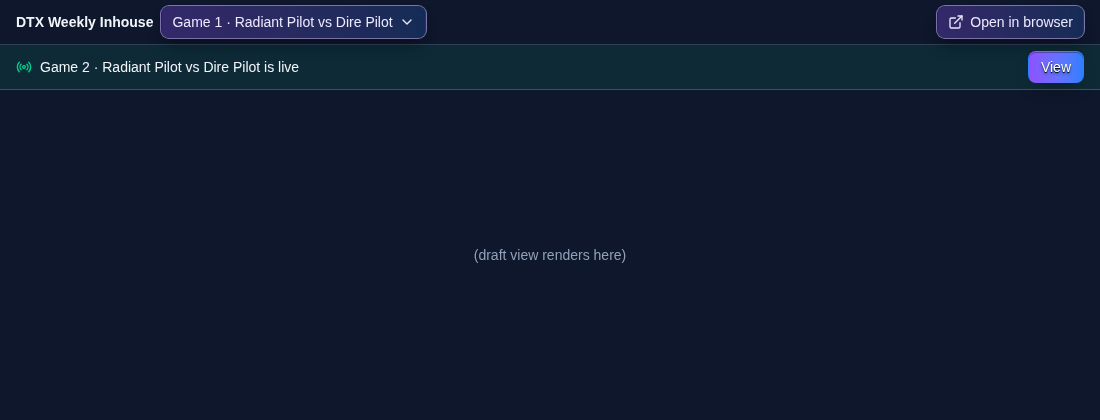 DTX Weekly Inhouse
Game 1 · Radiant Pilot vs Dire Pilot
Open in browser
Game 2 · Radiant Pilot vs Dire Pilot is live
View
(draft view renders here)